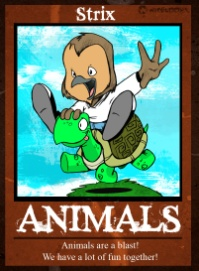 Strix
ANIMALS
Animals are a blast!
We have a lot of fun together!